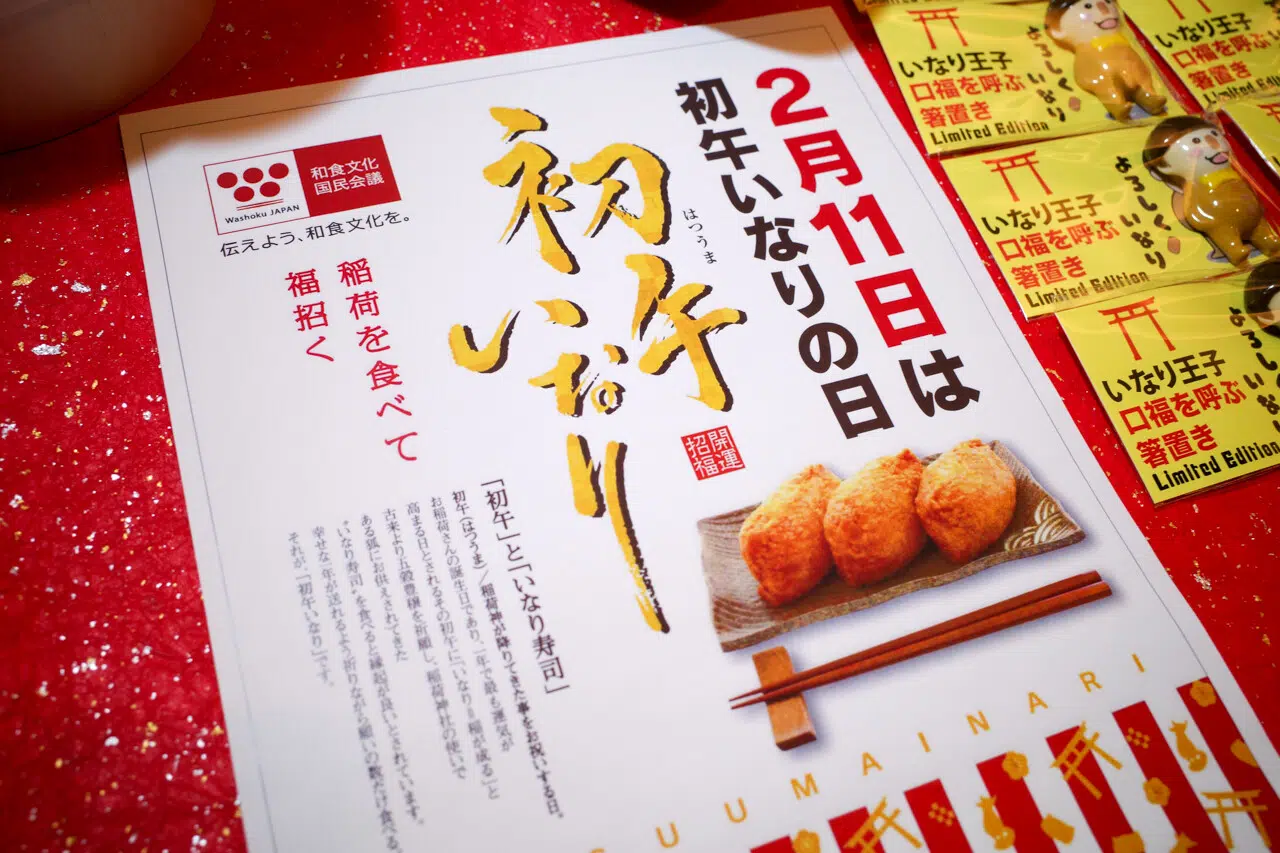 2月11日は
初午いなりの日
和食文化
国民会議
Washoku JAPAN
伝えよう、和食文化を。
初午
はつうま
いなり
開運
招福
稲荷を食べて
福招く
「初午」と「いなり寿司」
初午(はつうま)/稲荷神が降りてきた事をお祝いする日。
お稲荷さんの誕生日であり、一年で最も運気が
高まる日とされるその初午に「いなり=稲が成る」と
古来より五穀豊穣を祈願し、稲荷神社の使いで
ある狐にお供えされてきた
"いなり寿司"を食べると縁起が良いとされています。
幸せな一年が送れるよう祈りながら願いの数だけ食べる。
それが、「初午いなり」です。
UUMAINARI
いなり王子
口福を呼ぶ
箸置き
Limited Edition
よろしく
いなり
いなり王子
口福を呼ぶ
箸置き
Limited Edition
よろしく
いなり
いなり王子
口福を呼ぶ
箸置き
Limited Edition
よろしく